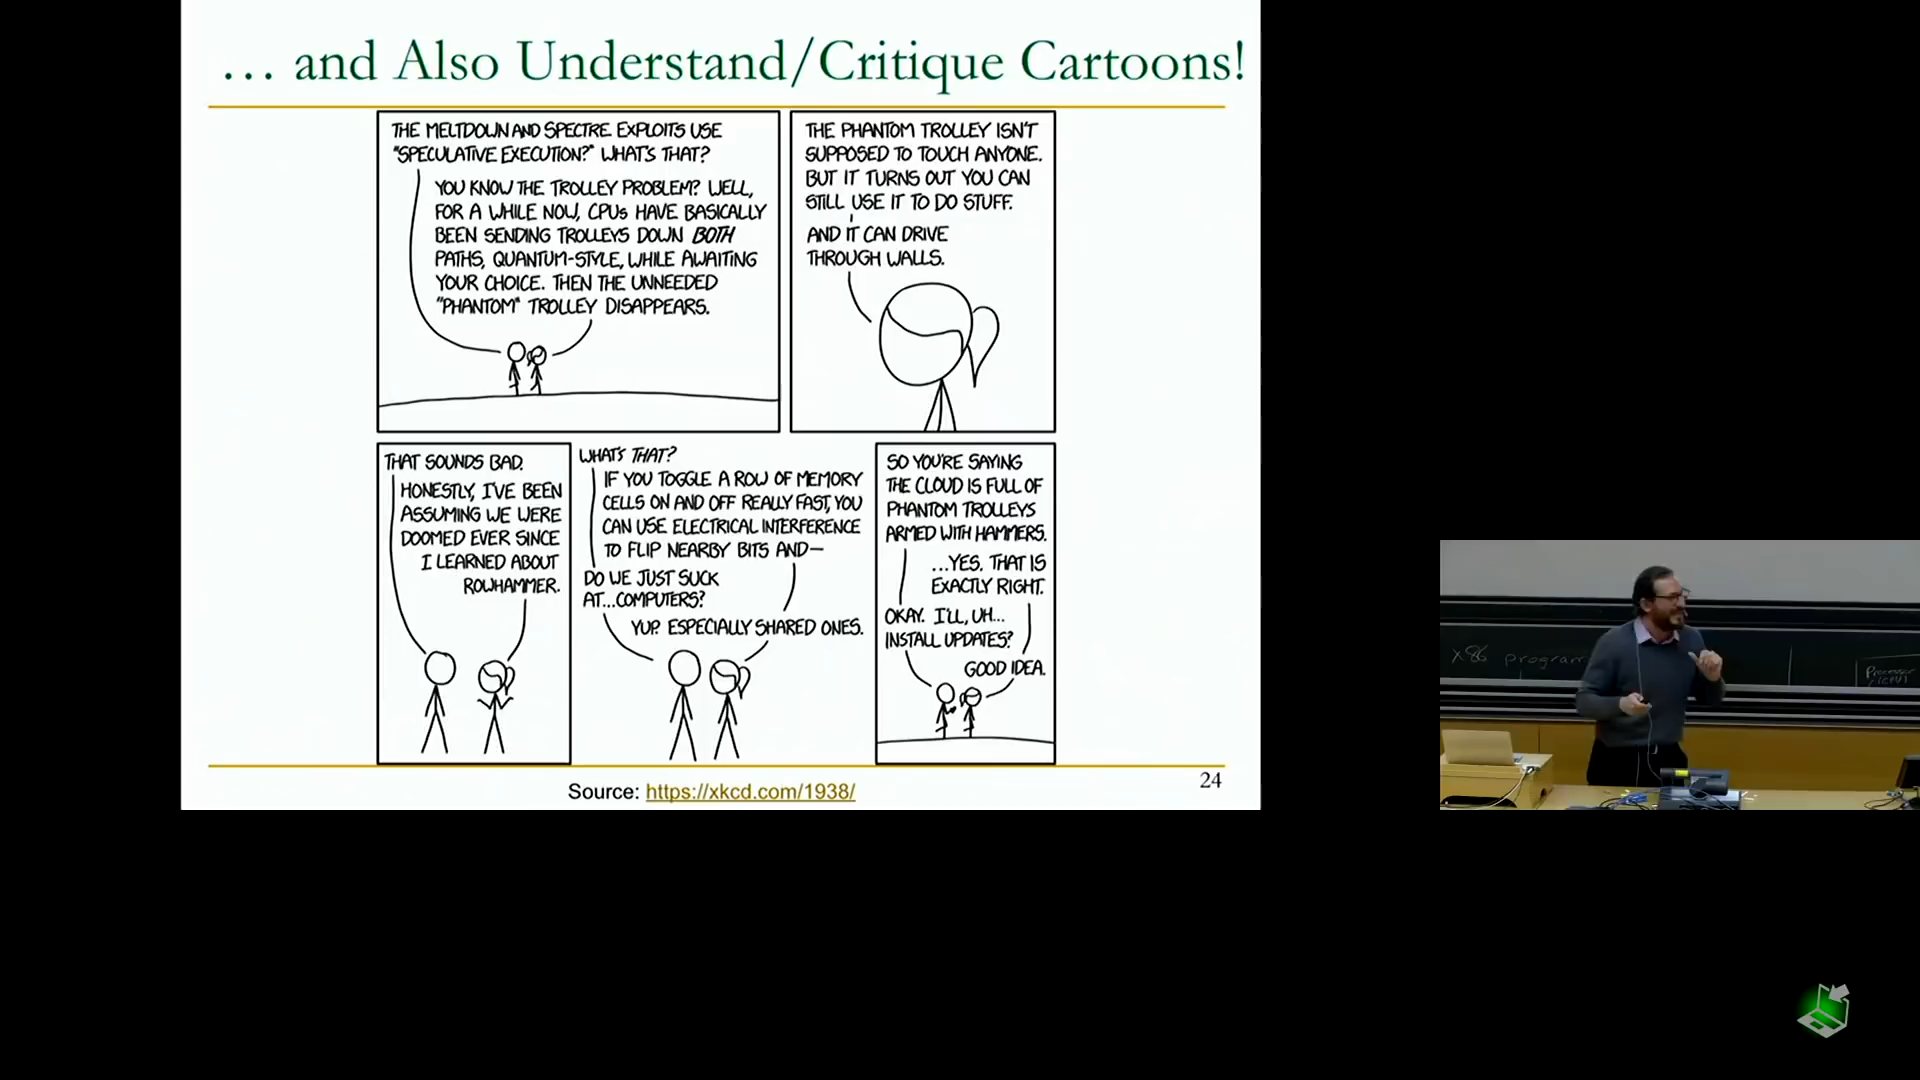 … and Also Understand/Critique Cartoons!
THE MELTDOWN AND SPECTRE EXPLOITS USE
"SPECULATIVE EXECUTION?" WHAT'S THAT?
YOU KNOW THE TROLLEY PROBLEM? WELL,
FOR A WHILE NOW, CPUs HAVE BASICALLY
BEEN SENDING TROLLEYS DOWN BOTH
PATHS, QUANTUM-STYLE, WHILE AWAITING
YOUR CHOICE. THEN THE UNNEEDED
"PHANTOM" TROLLEY DISAPPEARS.
THE PHANTOM TROLLEY ISN'T
SUPPOSED TO TOUCH ANYONE.
BUT IT TURNS OUT YOU CAN
STILL USE IT TO DO STUFF.
AND IT CAN DRIVE
THROUGH WALLS.
THAT SOUNDS BAD.
HONESTLY, I'VE BEEN
ASSUMING WE WERE
DOOMED EVER SINCE
I LEARNED ABOUT
ROWHAMMER.
WHAT'S THAT?
IF YOU TOGGLE A ROW OF MEMORY
CELLS ON AND OFF REALLY FAST, YOU
CAN USE ELECTRICAL INTERFERENCE
TO FLIP NEARBY BITS AND—
DO WE JUST SUCK
AT...COMPUTERS?
YUP. ESPECIALLY SHARED ONES.
SO YOU'RE SAYING
THE CLOUD IS FULL OF
PHANTOM TROLLEYS
ARMED WITH HAMMERS.
...YES. THAT IS
EXACTLY RIGHT.
OKAY. I'LL, UH...
INSTALL UPDATES?
GOOD IDEA.
Source: https://xkcd.com/1938/
24
x86 program
Processor